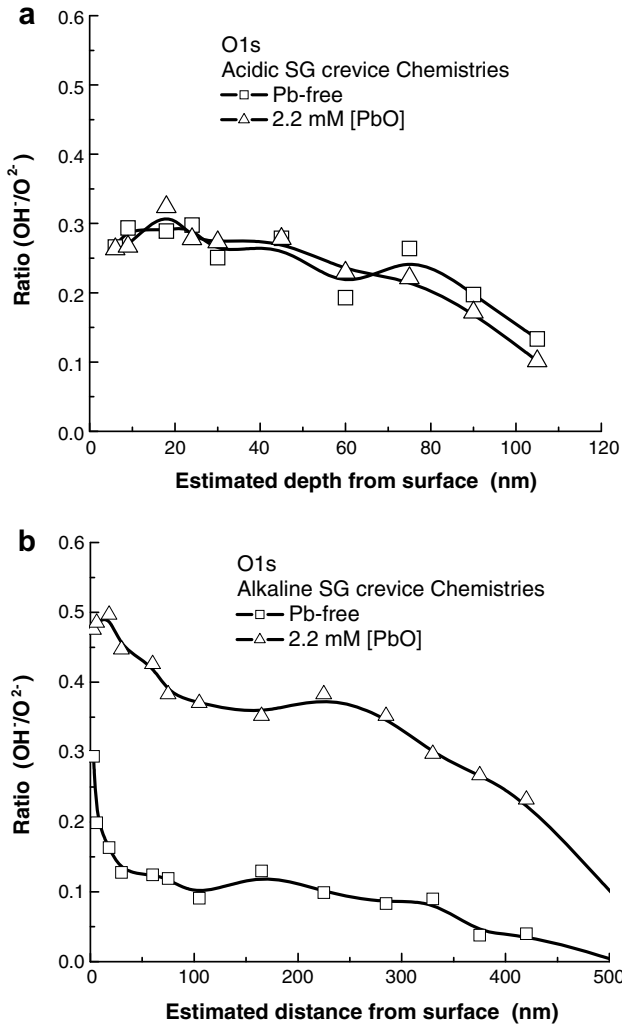 a
0.6
0.5
0.4
0.3
0.2
0.1
0.0
Ratio (OH⁻/O²⁻)
O1s
Acidic SG crevice Chemistries
Pb-free
2.2 mM [PbO]
0 20 40 60 80 100 120
Estimated depth from surface (nm)
b
0.6
0.5
0.4
0.3
0.2
0.1
0.0
Ratio (OH⁻/O²⁻)
O1s
Alkaline SG crevice Chemistries
Pb-free
2.2 mM [PbO]
0 100 200 300 400 500
Estimated distance from surface (nm)